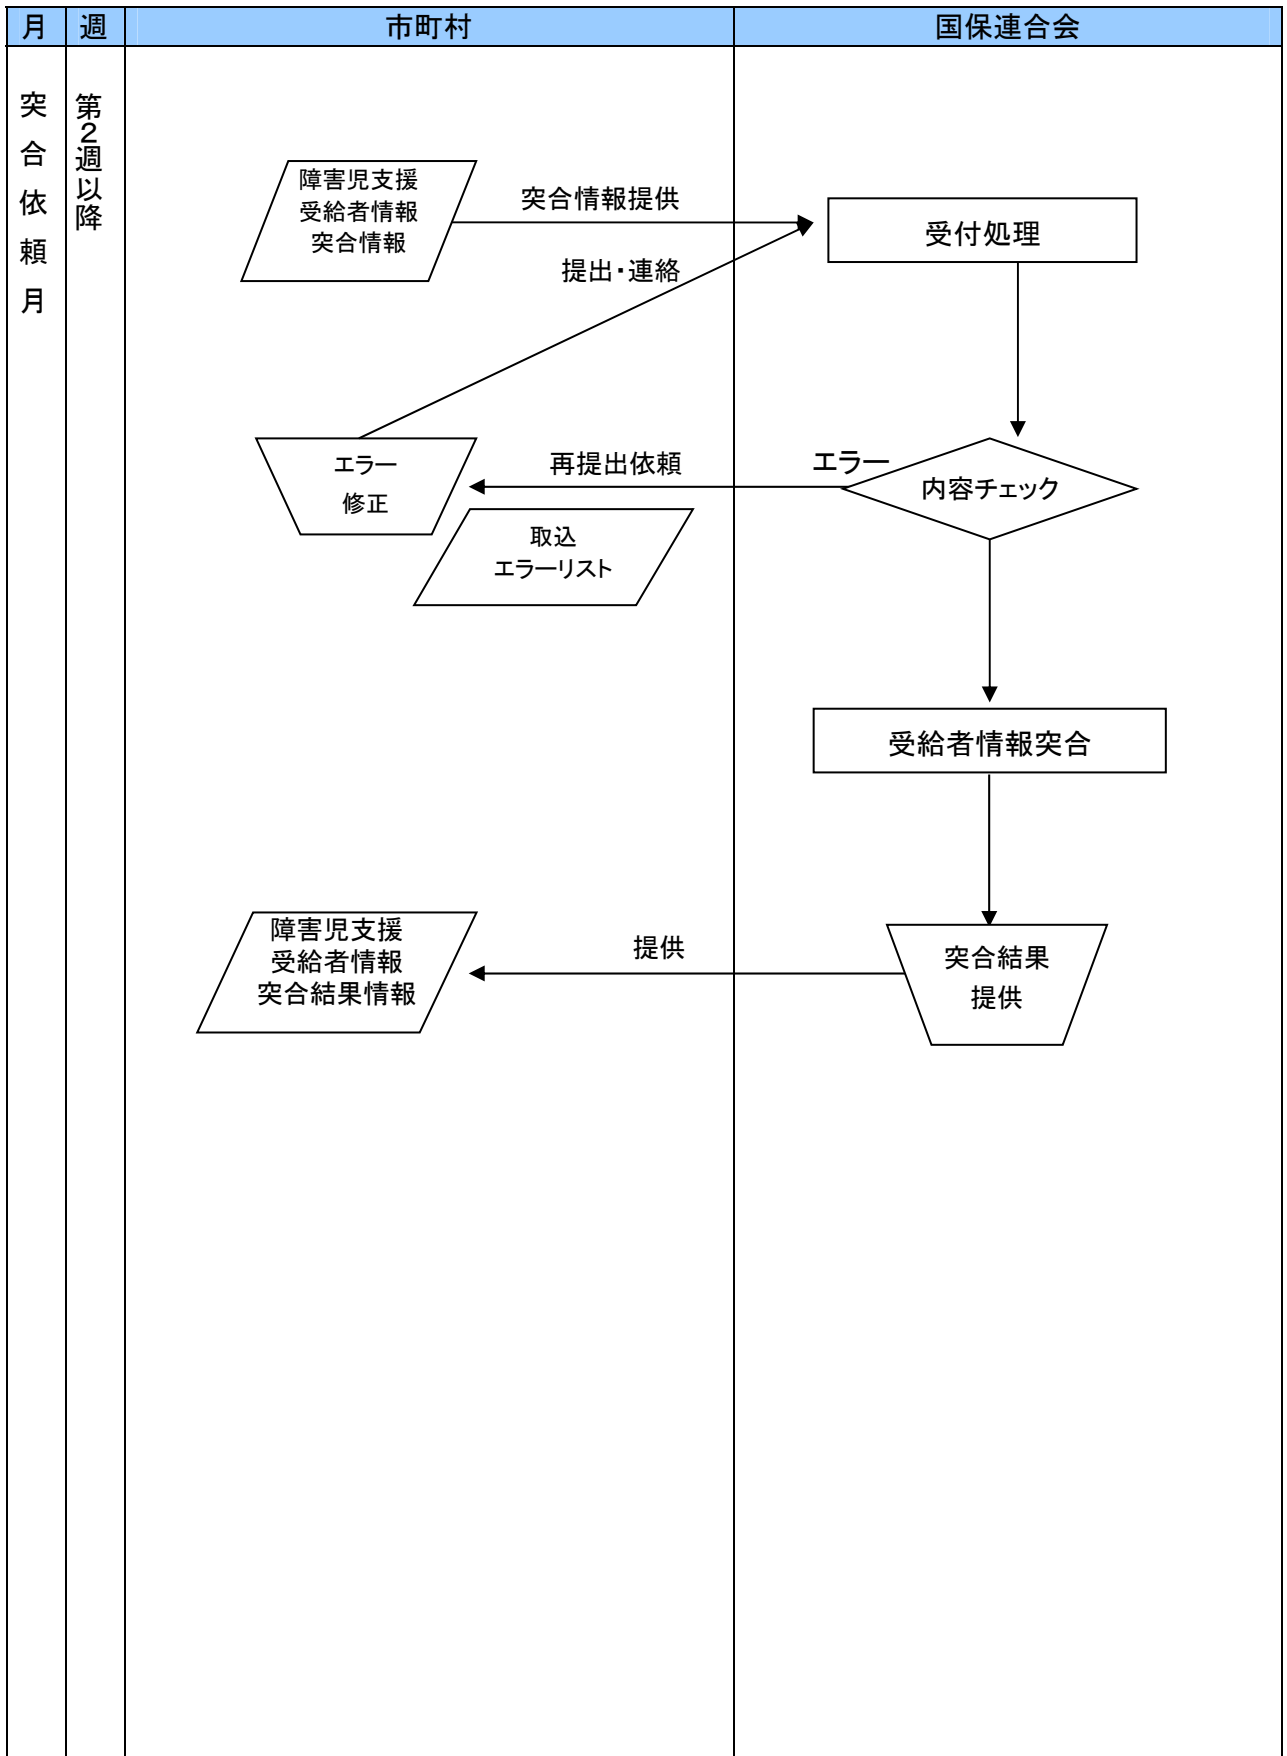 月 週 市町村 国保連合会
突合依頼月
第2週以降
障害児支援
受給者情報
突合情報
突合情報提供
受付処理
提出・連絡
エラー
修正
再提出依頼
エラー
内容チェック
取込
エラーリスト
受給者情報突合
障害児支援
受給者情報
突合結果情報
提供
突合結果
提供